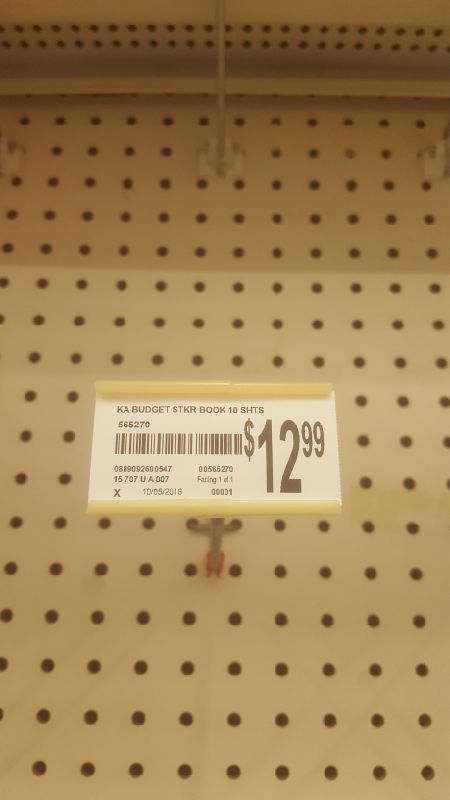 KA BUDGET STKR BOOK 10 SHTS
565270
$12.99
0889092600547 00565270
15 707 U A 007 Facing 1 of 1
X 10/05/2018 00001